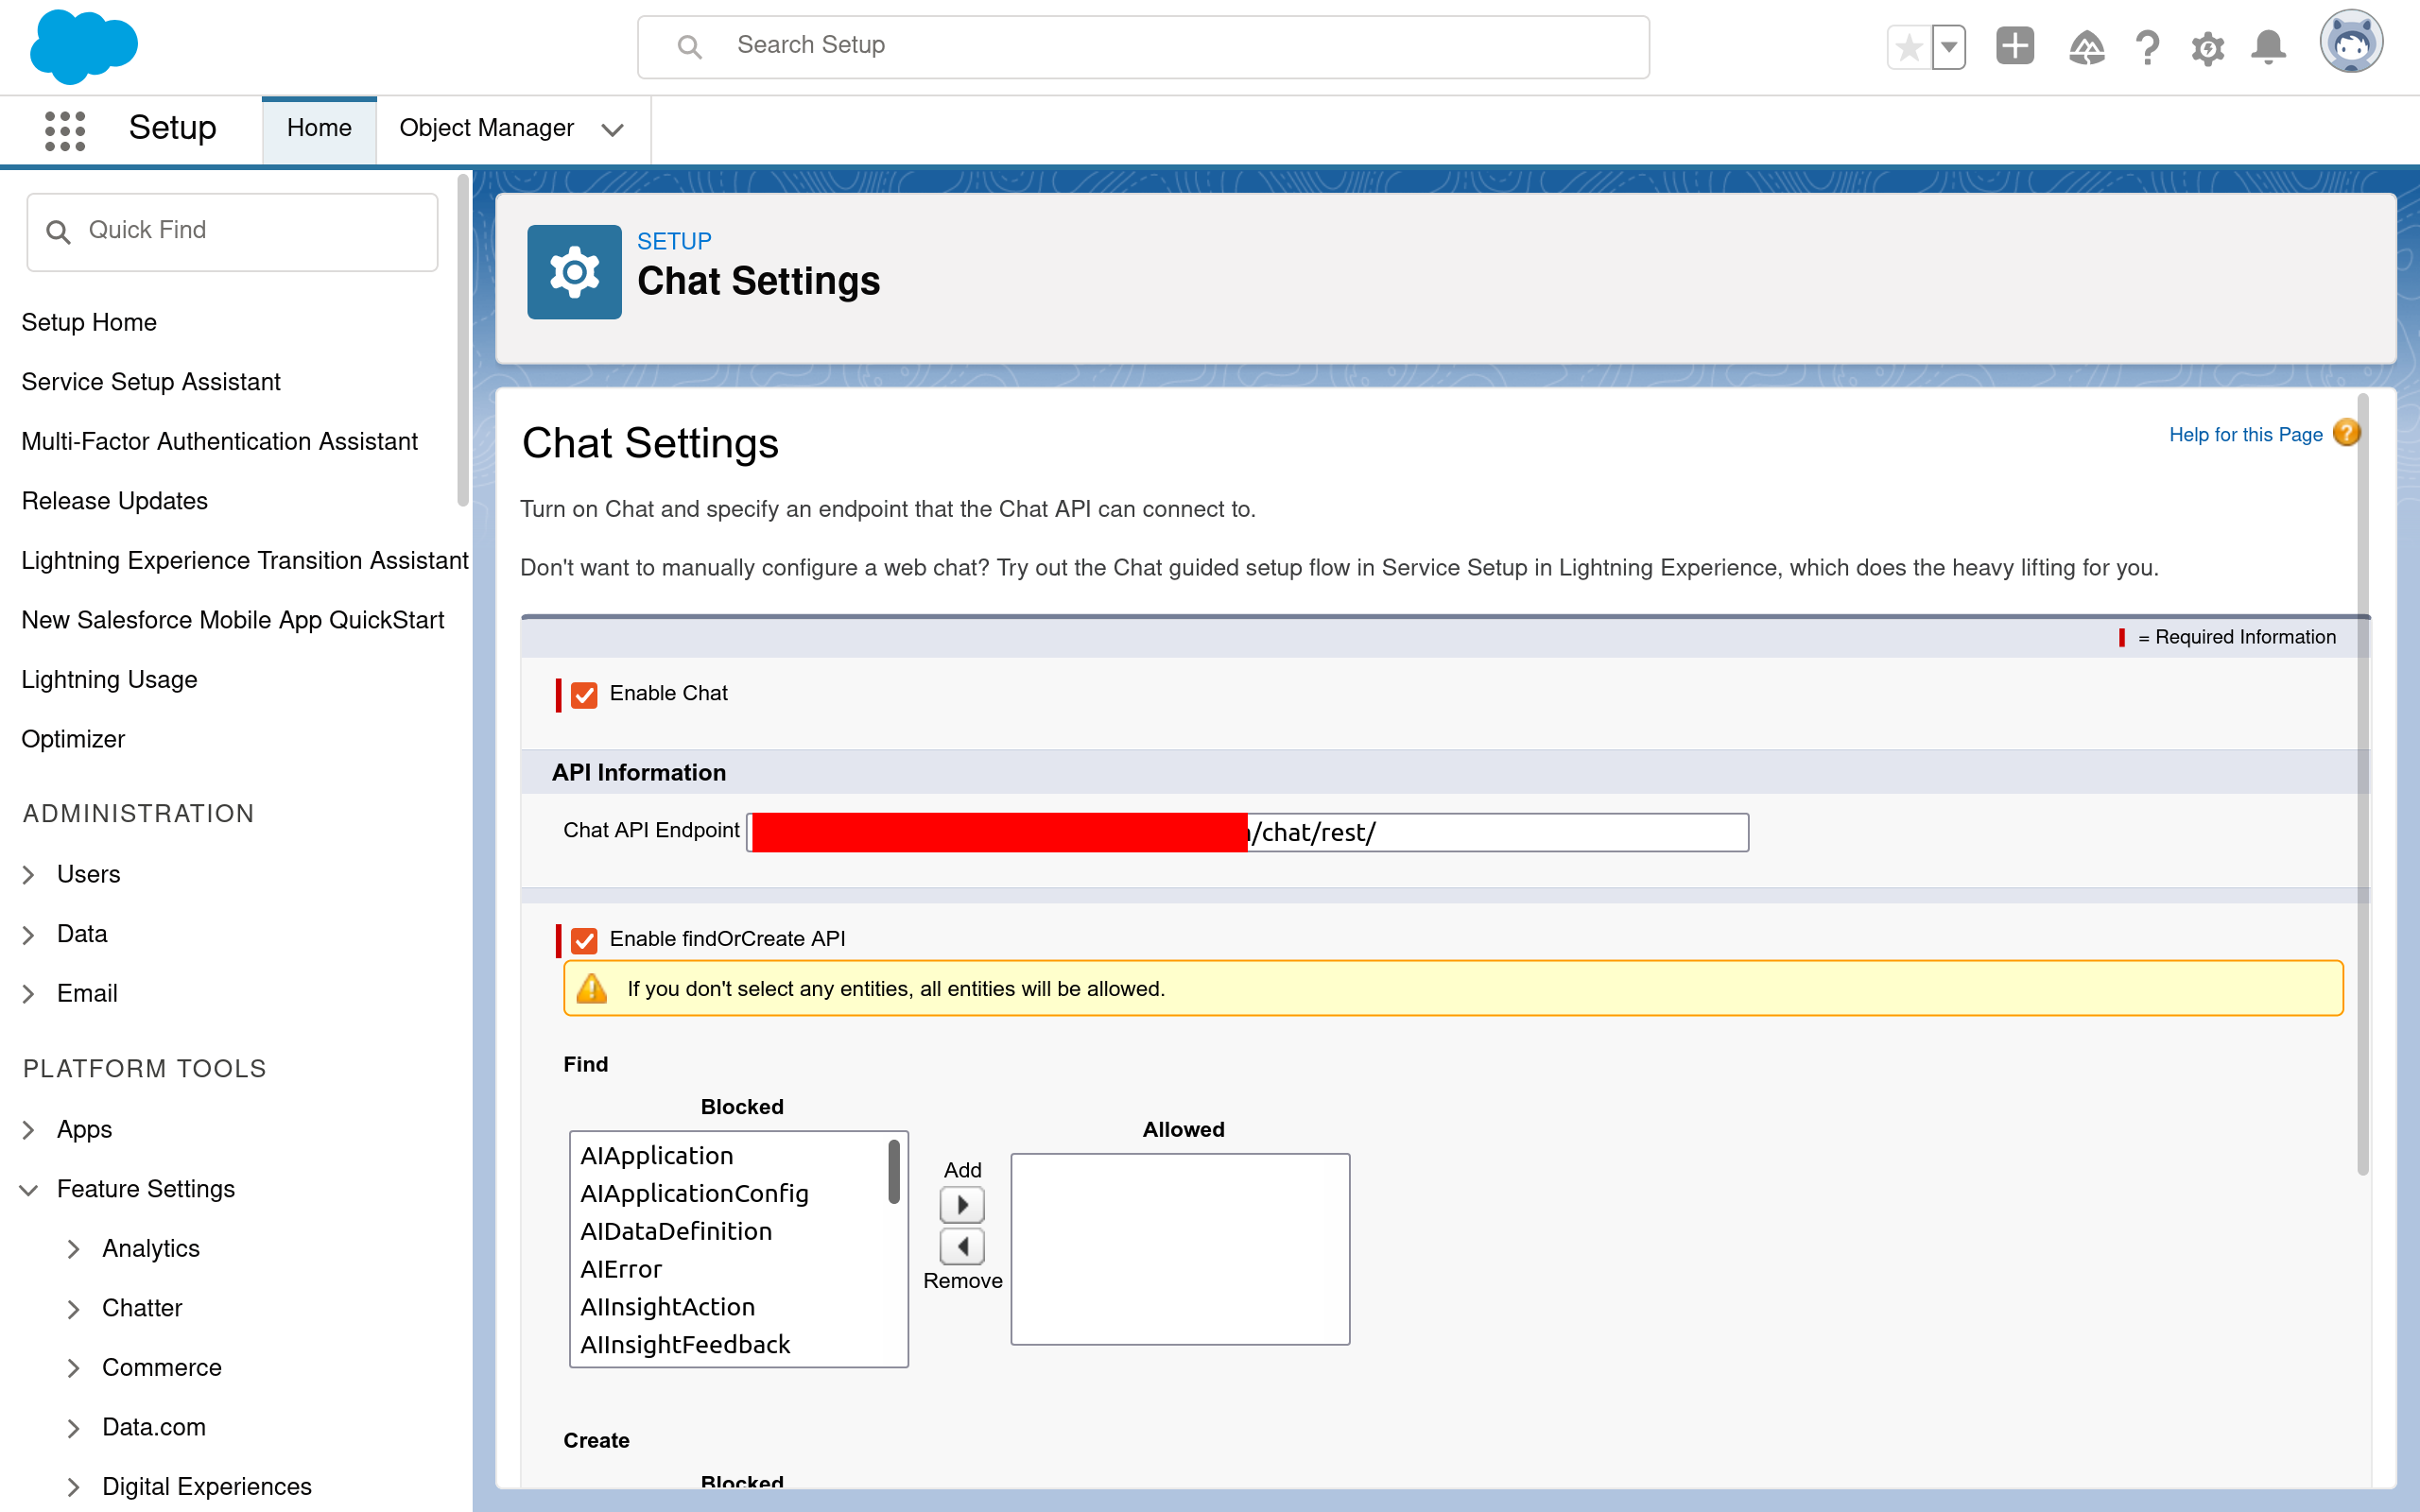 Search Setup
Setup
Home
Object Manager
Quick Find
Setup Home
Service Setup Assistant
Multi-Factor Authentication Assistant
Release Updates
Lightning Experience Transition Assistant
New Salesforce Mobile App QuickStart
Lightning Usage
Optimizer
ADMINISTRATION
Users
Data
Email
PLATFORM TOOLS
Apps
Feature Settings
Analytics
Chatter
Commerce
Data.com
Digital Experiences
SETUP
Chat Settings
Chat Settings
Help for this Page
Turn on Chat and specify an endpoint that the Chat API can connect to.
Don't want to manually configure a web chat? Try out the Chat guided setup flow in Service Setup in Lightning Experience, which does the heavy lifting for you.
= Required Information
Enable Chat
API Information
Chat API Endpoint /chat/rest/
Enable findOrCreate API
If you don't select any entities, all entities will be allowed.
Find
Blocked
AIApplication
AIApplicationConfig
AIDataDefinition
AIError
AIInsightAction
AIInsightFeedback
Add
Remove
Allowed
Create
Blocked